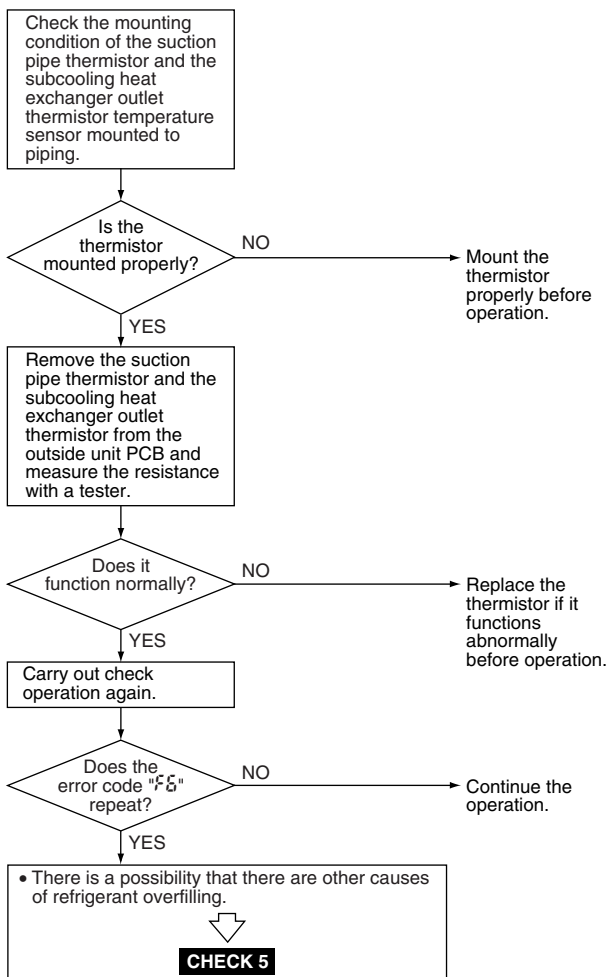 Check the mounting
condition of the suction
pipe thermistor and the
subcooling heat
exchanger outlet
thermistor temperature
sensor mounted to
piping.
Is the
thermistor
mounted properly?
NO
Mount the
thermistor
properly before
operation.
YES
Remove the suction
pipe thermistor and the
subcooling heat
exchanger outlet
thermistor from the
outside unit PCB and
measure the resistance
with a tester.
Does it
function normally?
NO
Replace the
thermistor if it
functions
abnormally
before operation.
YES
Carry out check
operation again.
Does the
error code "F6"
repeat?
NO
Continue the
operation.
YES
• There is a possibility that there are other causes
of refrigerant overfilling.
CHECK 5